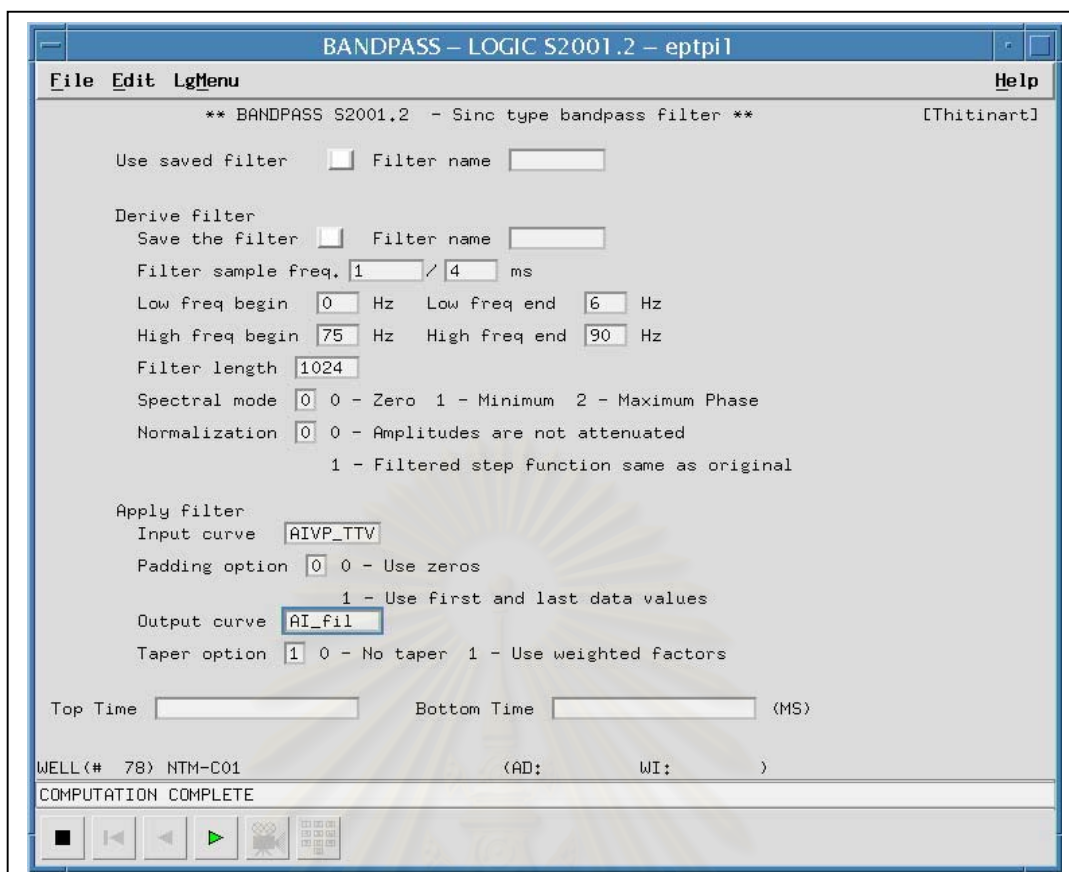 BANDPASS – LOGIC S2001.2 – eptpi1
File Edit LgMenu Help
** BANDPASS S2001.2 - Sinc type bandpass filter ** [Thitinart]
Use saved filter Filter name
Derive filter
Save the filter Filter name
Filter sample freq. 1 / 4 ms
Low freq begin 0 Hz Low freq end 6 Hz
High freq begin 75 Hz High freq end 90 Hz
Filter length 1024
Spectral mode 0 0 - Zero 1 - Minimum 2 - Maximum Phase
Normalization 0 0 - Amplitudes are not attenuated
1 - Filtered step function same as original
Apply filter
Input curve AIVP_TTV
Padding option 0 0 - Use zeros
1 - Use first and last data values
Output curve AI_fil
Taper option 1 0 - No taper 1 - Use weighted factors
Top Time Bottom Time (MS)
WELL(# 78) NTM-C01 (AD: WI: )
COMPUTATION COMPLETE